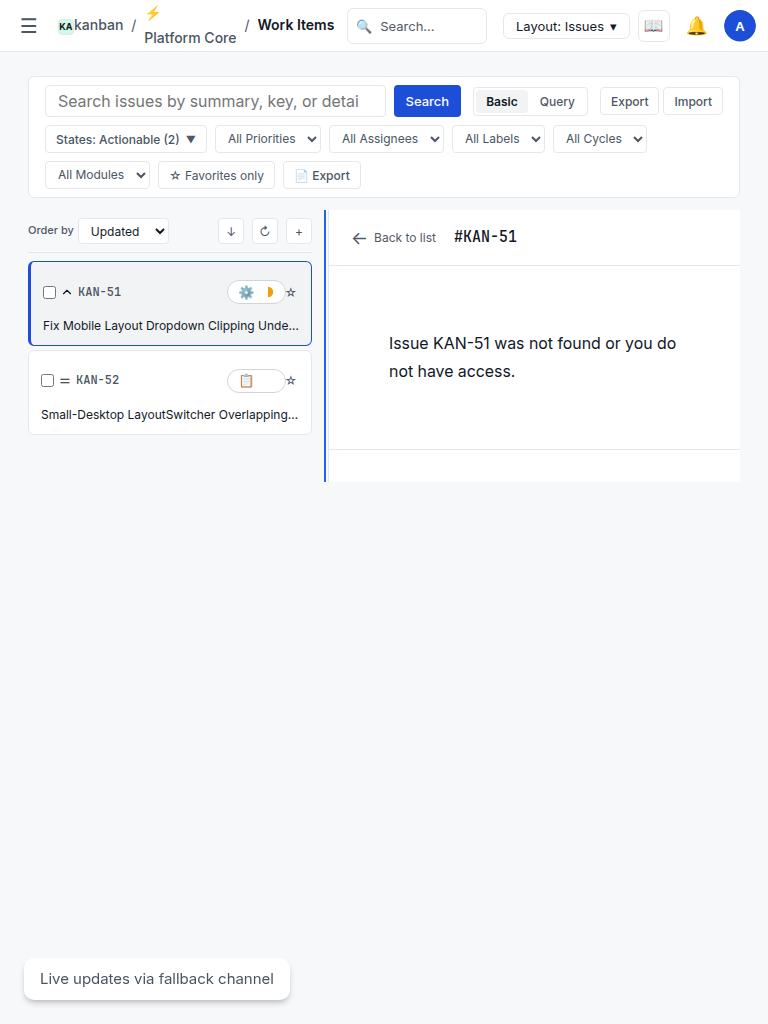 ☰ KA kanban / ⚡ Platform Core / Work Items 🔍 Search... Layout: Issues ▾ 📖 🔔 A
Search issues by summary, key, or detai Search Basic Query Export Import
States: Actionable (2) ▼ All Priorities All Assignees All Labels All Cycles
All Modules ☆ Favorites only 📄 Export
Order by Updated ↓ ↻ +
KAN-51 ⚙️ ☆
Fix Mobile Layout Dropdown Clipping Unde...
KAN-52 📋 ☆
Small-Desktop LayoutSwitcher Overlapping...
← Back to list #KAN-51
Issue KAN-51 was not found or you do
not have access.
Live updates via fallback channel